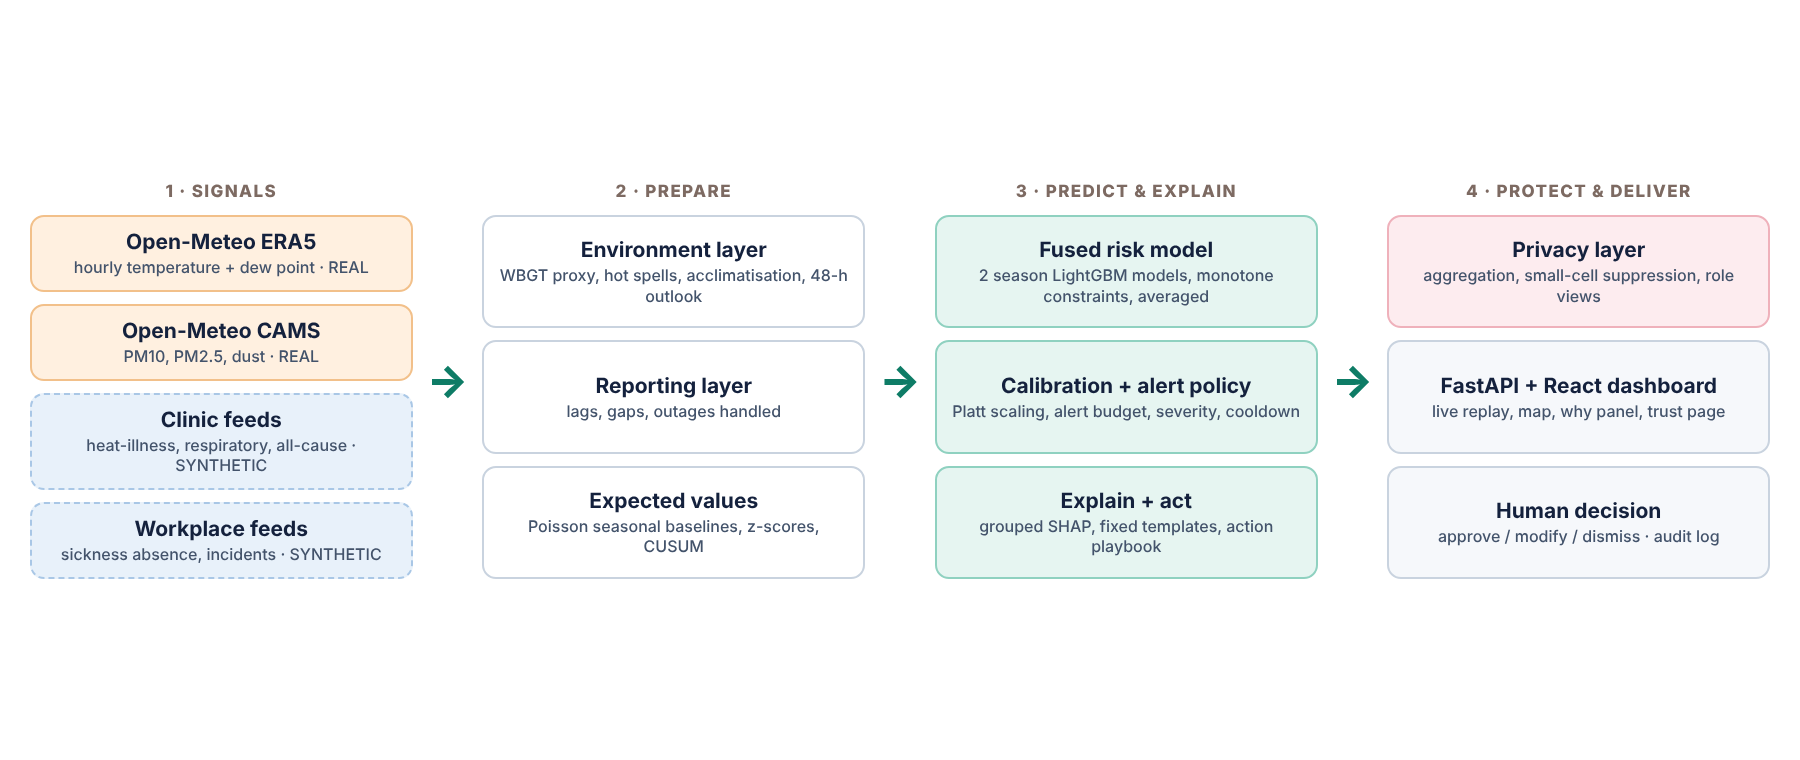 1 · SIGNALS
Open-Meteo ERA5
hourly temperature + dew point · REAL
Open-Meteo CAMS
PM10, PM2.5, dust · REAL
Clinic feeds
heat-illness, respiratory, all-cause ·
SYNTHETIC
Workplace feeds
sickness absence, incidents · SYNTHETIC
2 · PREPARE
Environment layer
WBGT proxy, hot spells, acclimatisation, 48-h
outlook
Reporting layer
lags, gaps, outages handled
Expected values
Poisson seasonal baselines, z-scores,
CUSUM
3 · PREDICT & EXPLAIN
Fused risk model
2 season LightGBM models, monotone
constraints, averaged
Calibration + alert policy
Platt scaling, alert budget, severity, cooldown
Explain + act
grouped SHAP, fixed templates, action
playbook
4 · PROTECT & DELIVER
Privacy layer
aggregation, small-cell suppression, role
views
FastAPI + React dashboard
live replay, map, why panel, trust page
Human decision
approve / modify / dismiss · audit log